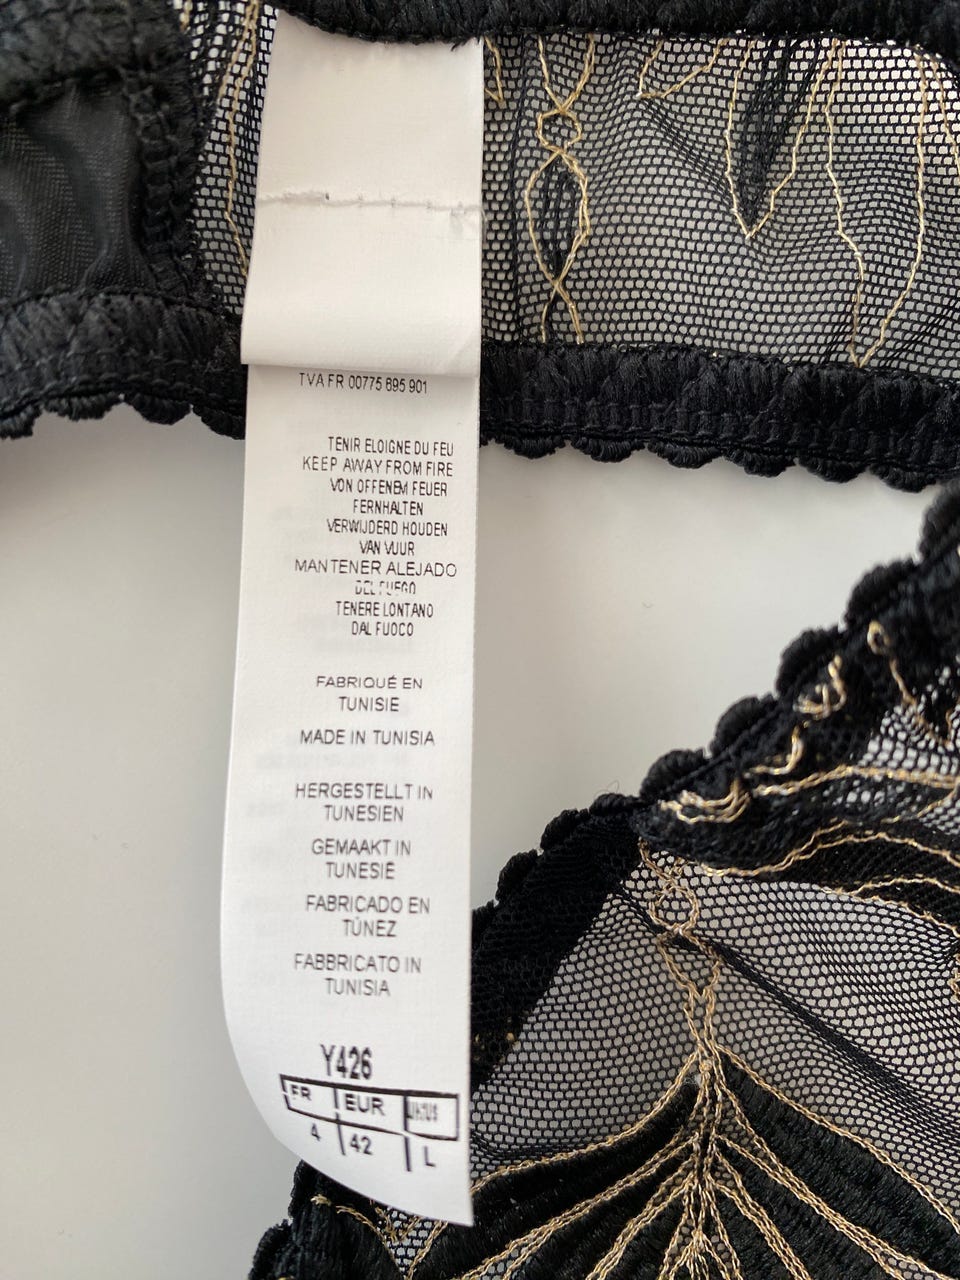 TVA FR 00775 695 901
TENIR ELOIGNE DU FEU
KEEP AWAY FROM FIRE
VON OFFENEM FEUER
FERNHALTEN
VERWIJDERD HOUDEN
VAN VUUR
MANTENER ALEJADO
DEL FUEGO
TENERE LONTANO
DAL FUOCO
FABRIQUÉ EN
TUNISIE
MADE IN TUNISIA
HERGESTELLT IN
TUNESIEN
GEMAAKT IN
TUNESIË
FABRICADO EN
TÚNEZ
FABBRICATO IN
TUNISIA
Y426
FR EUR
4 42 L